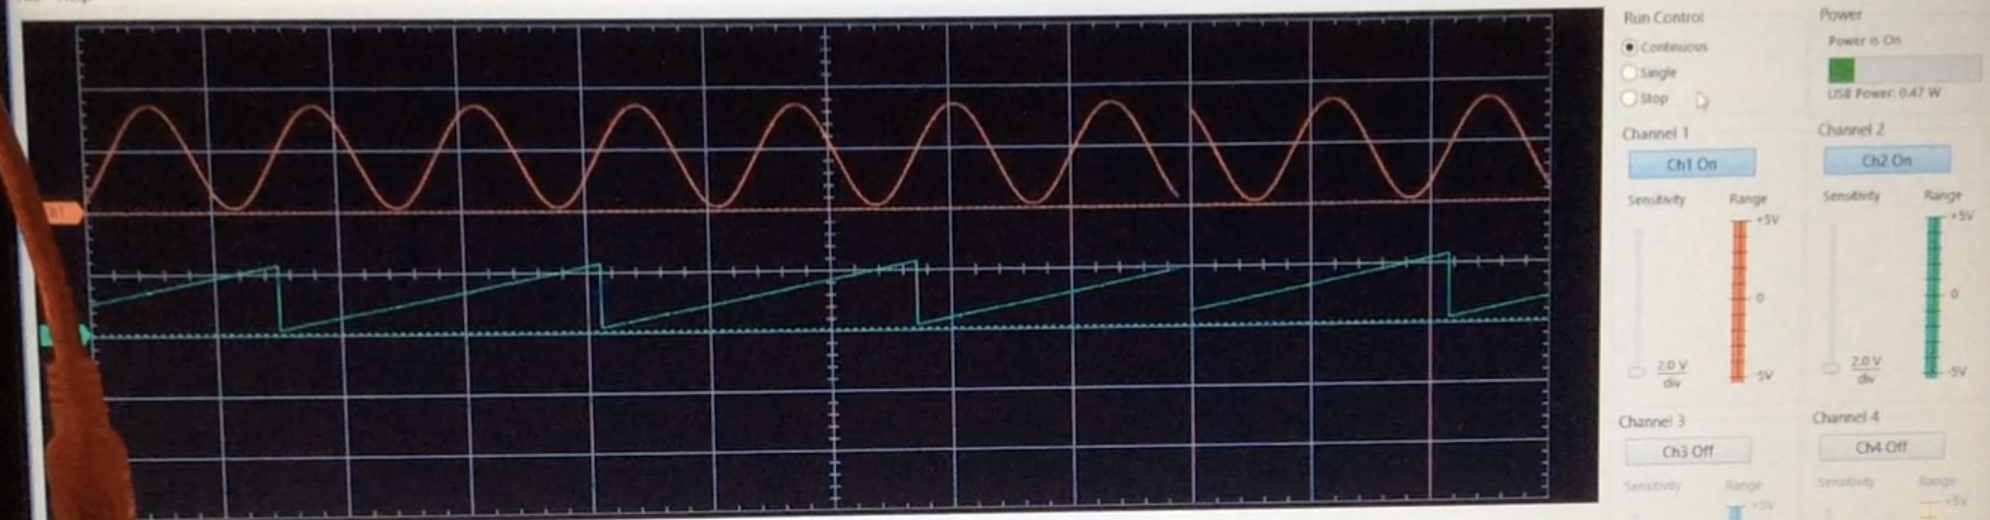 Run Control
Continuous
Single
Stop
Power
Power is On
USB Power: 0.47 W
Channel 1
Ch1 On
Sensitivity
Range
+5V
0
-5V
2.0 V
div
Channel 2
Ch2 On
Sensitivity
Range
+5V
0
-5V
2.0 V
div
Channel 3
Ch3 Off
Sensitivity
Range
+5V
Channel 4
Ch4 Off
Sensitivity
Range
+5V